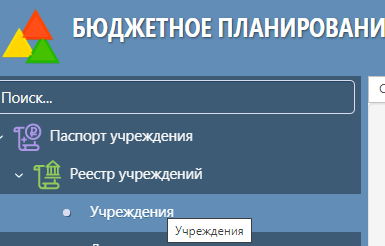 БЮДЖЕТНОЕ ПЛАНИРОВАНИ
Поиск...
Паспорт учреждения
Реестр учреждений
Учреждения
Учреждения